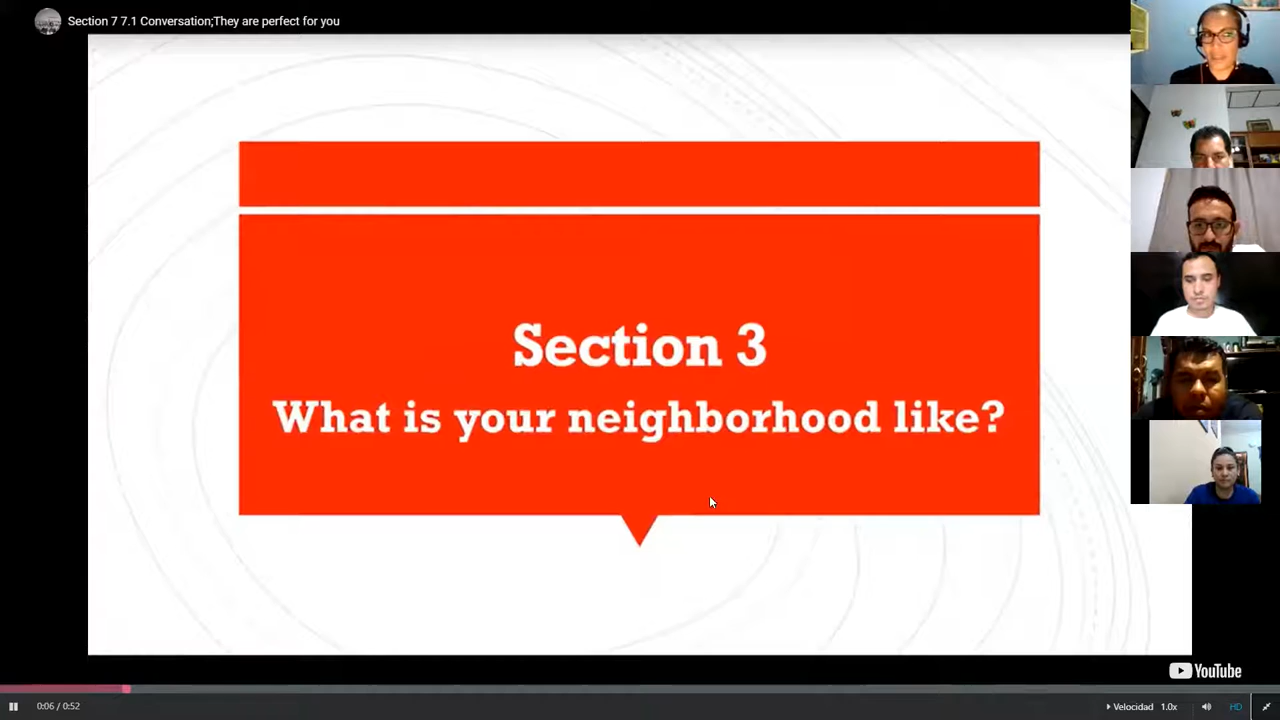 Section 7 7.1 Conversation;They are perfect for you
Section 3
What is your neighborhood like?
YouTube
0:06 / 0:52
Velocidad 1.0x
HD